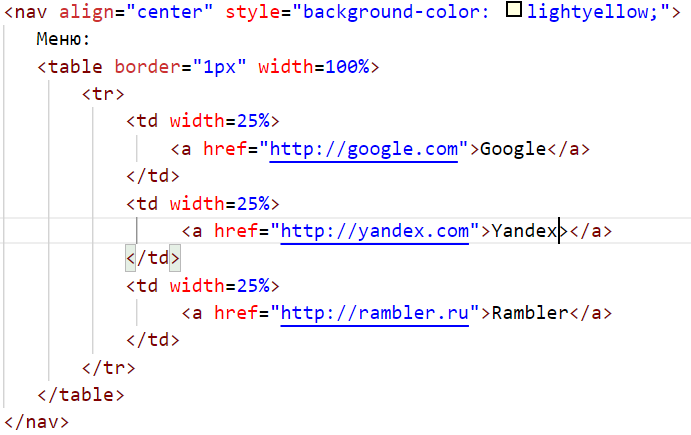 <nav align="center" style="background-color: lightyellow;">
Меню:
<table border="1px" width=100%>
<tr>
<td width=25%>
<a href="http://google.com">Google</a>
</td>
<td width=25%>
<a href="http://yandex.com">Yandex></a>
</td>
<td width=25%>
<a href="http://rambler.ru">Rambler</a>
</td>
</tr>
</table>
</nav>